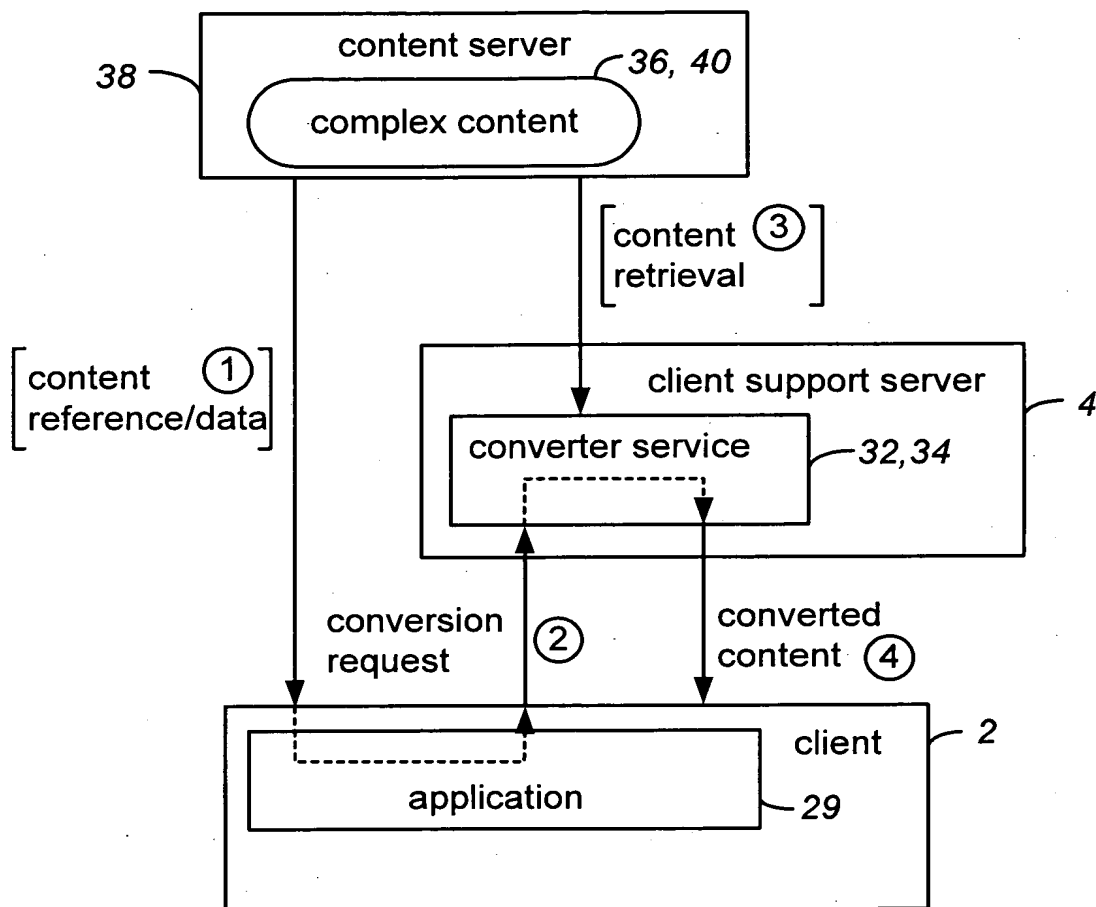 content server
38
36, 40
complex content
content ③
retrieval
content ①
reference/data
client support server
4
converter service
32,34
conversion
request
②
converted
content ④
client
2
application
29